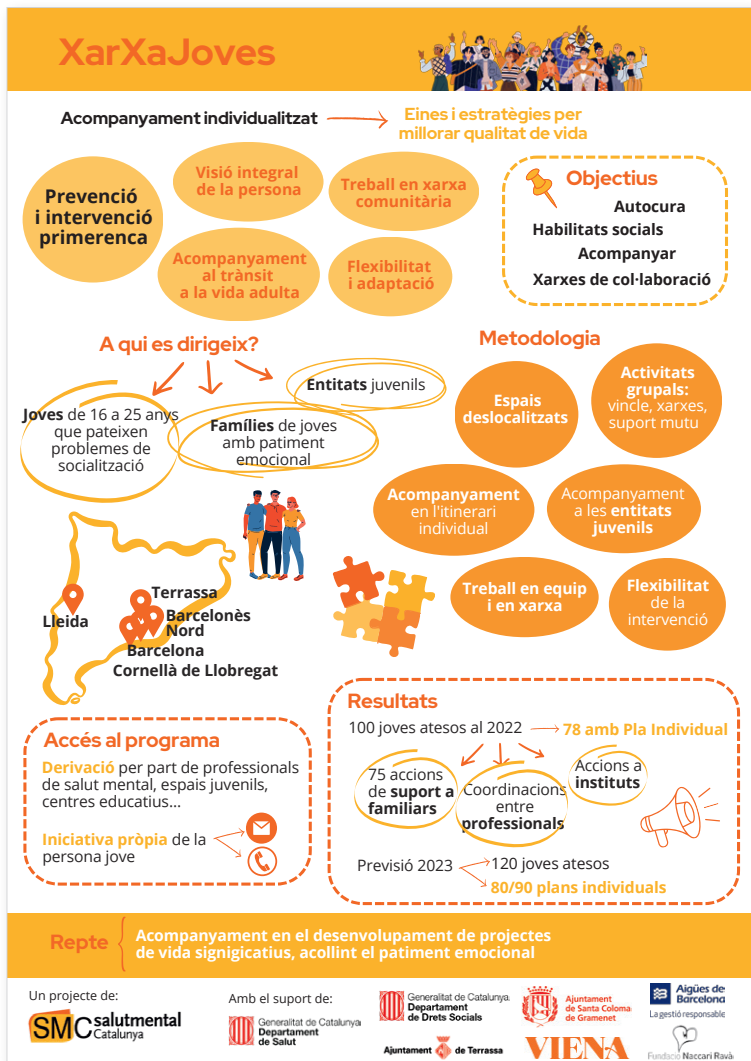 XarXaJoves
Acompanyament individualitzat
Eines i estratègies per
millorar qualitat de vida
Prevenció
i intervenció
primerenca
Visió integral
de la persona
Treball en xarxa
comunitària
Acompanyament
al trànsit
a la vida adulta
Flexibilitat
i adaptació
Objectius
Autocura
Habilitats socials
Acompanyar
Xarxes de col·laboració
A qui es dirigeix?
Joves de 16 a 25 anys
que pateixen
problemes de
socialització
Famílies de joves
amb patiment
emocional
Entitats juvenils
Metodologia
Espais
deslocalitzats
Activitats
grupals:
vincle, xarxes,
suport mutu
Acompanyament
en l'itinerari
individual
Acompanyament
a les entitats
juvenils
Treball en equip
i en xarxa
Flexibilitat
de la
intervenció
Lleida
Terrassa
Barcelonès
Nord
Barcelona
Cornellà de Llobregat
Accés al programa
Derivació per part de professionals
de salut mental, espais juvenils,
centres educatius...
Iniciativa pròpia de la
persona jove
Resultats
100 joves atesos al 2022
78 amb Pla Individual
75 accions
de suport a
familiars
Coordinacions
entre
professionals
Accions a
instituts
Previsió 2023
120 joves atesos
80/90 plans individuals
Repte
Acompanyament en el desenvolupament de projectes
de vida signigicatius, acollint el patiment emocional
Un projecte de:
SMC salutmental
Catalunya
Amb el suport de:
Generalitat de Catalunya
Departament
de Salut
Generalitat de Catalunya
Departament
de Drets Socials
Ajuntament de Terrassa
Ajuntament
de Santa Coloma
de Gramenet
VIENA
Aigües de
Barcelona
La gestió responsable
Fundació Naccari Ravà